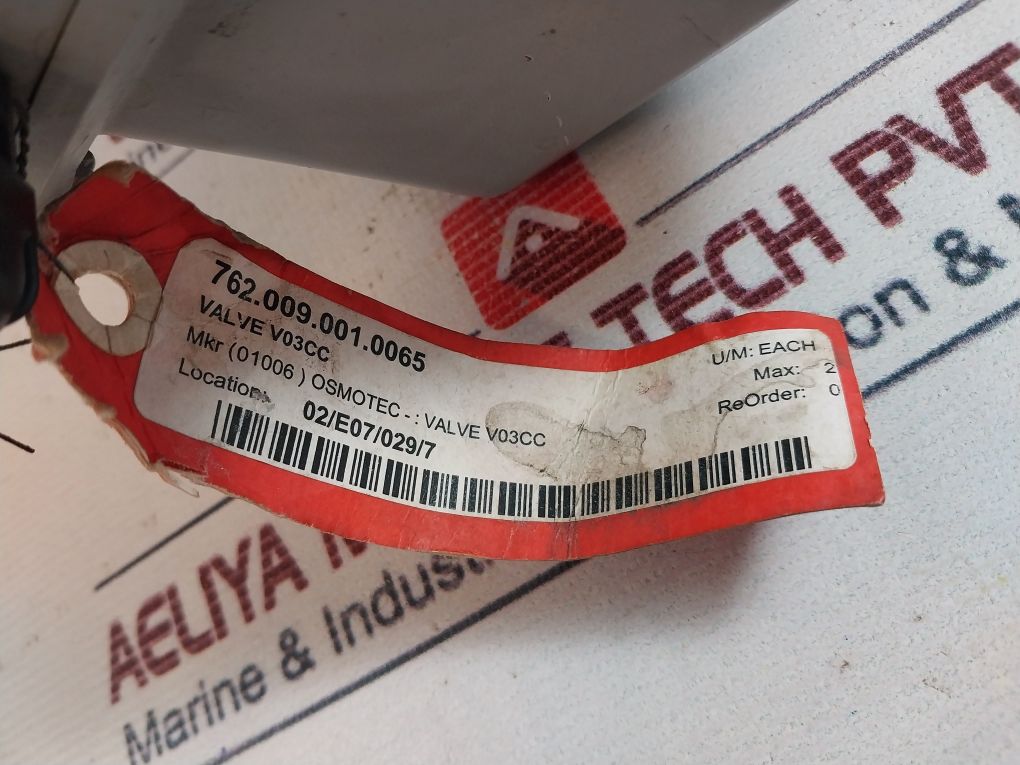 762.009.001.0065
VALVE V03CC
Mkr (01006 ) OSMOTEC - : VALVE V03CC
Location:
02/E07/029/7
U/M: EACH
Max: 2
ReOrder: 0
TECH PVT
on &
AELIYA
Marine & Indust